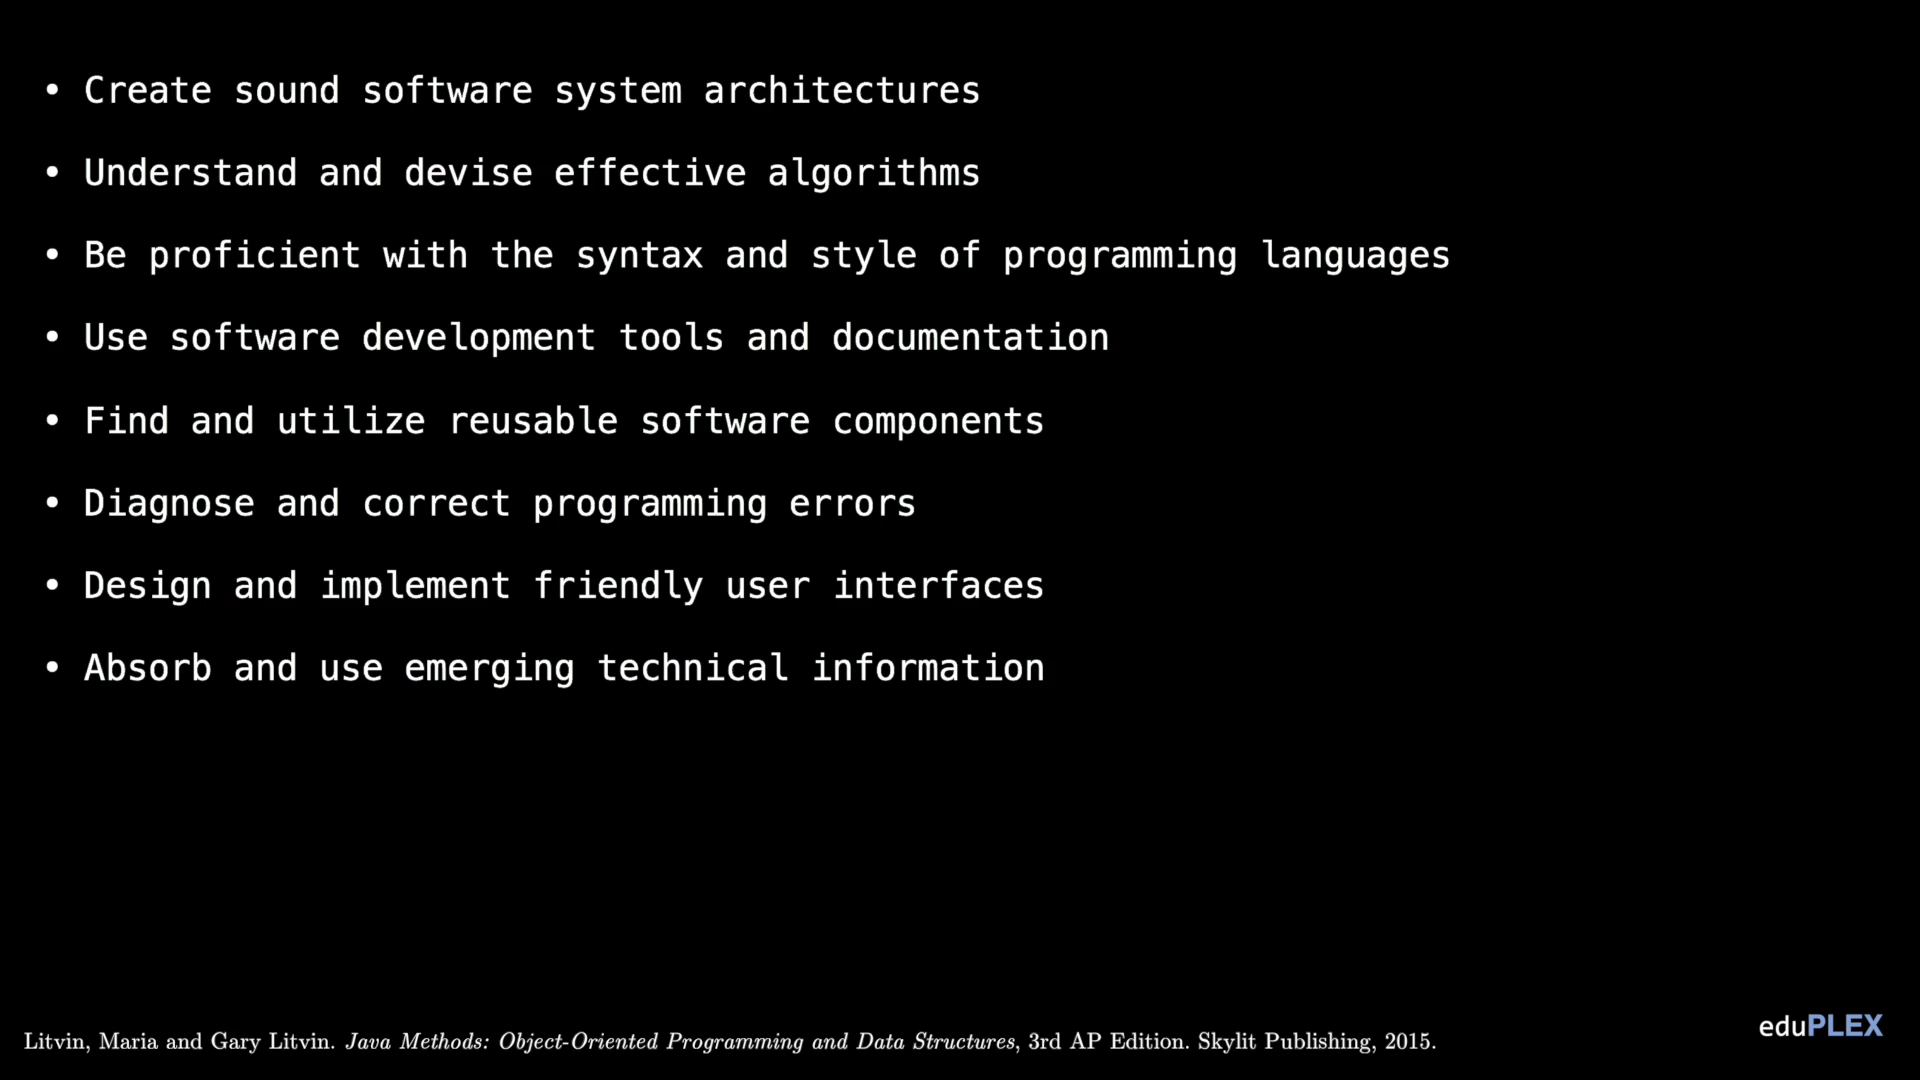 • Create sound software system architectures
• Understand and devise effective algorithms
• Be proficient with the syntax and style of programming languages
• Use software development tools and documentation
• Find and utilize reusable software components
• Diagnose and correct programming errors
• Design and implement friendly user interfaces
• Absorb and use emerging technical information
Litvin, Maria and Gary Litvin. Java Methods: Object-Oriented Programming and Data Structures, 3rd AP Edition. Skylit Publishing, 2015.
eduPLEX